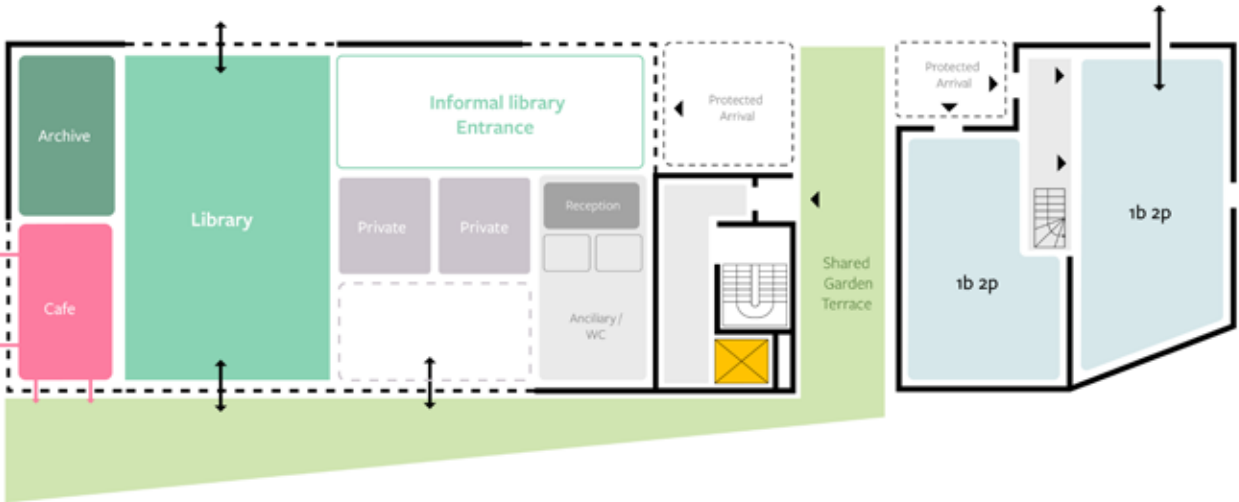 Archive
Library
Informal library
Entrance
Protected
Arrival
Protected
Arrival
Private
Private
Reception
Cafe
Anciliary /
WC
Shared
Garden
Terrace
1b 2p
1b 2p